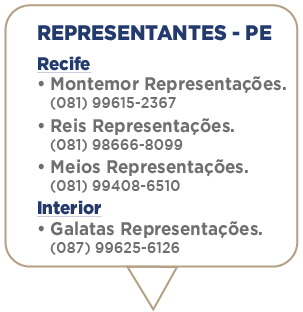 REPRESENTANTES - PE
Recife
• Montemor Representações.
(081) 99615-2367
• Reis Representações.
(081) 98666-8099
• Meios Representações.
(081) 99408-6510
Interior
• Galatas Representações.
(087) 99625-6126